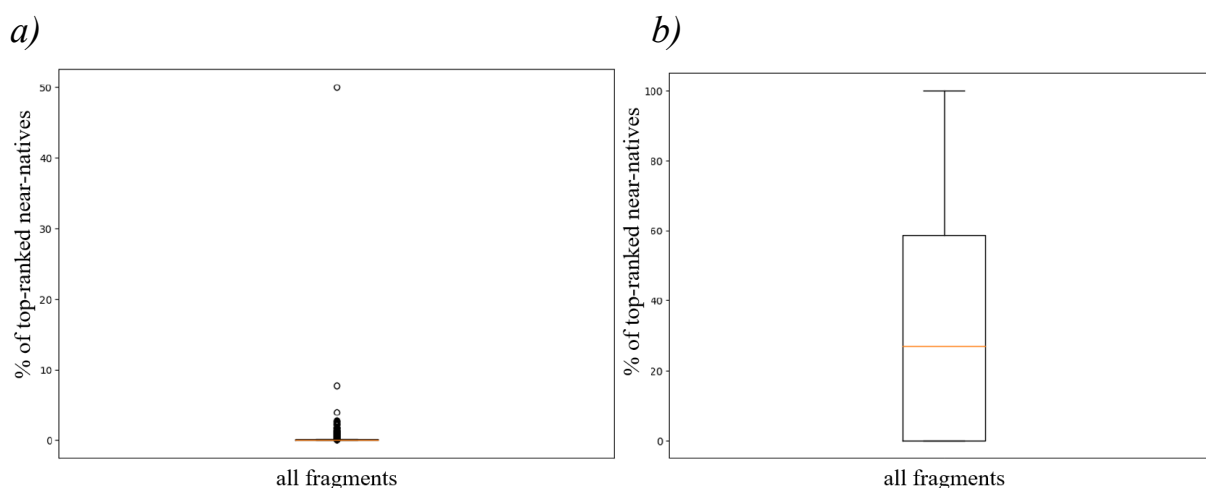 a)
% of top-ranked near-natives
50
40
30
20
10
0
all fragments
b)
% of top-ranked near-natives
100
80
60
40
20
0
all fragments